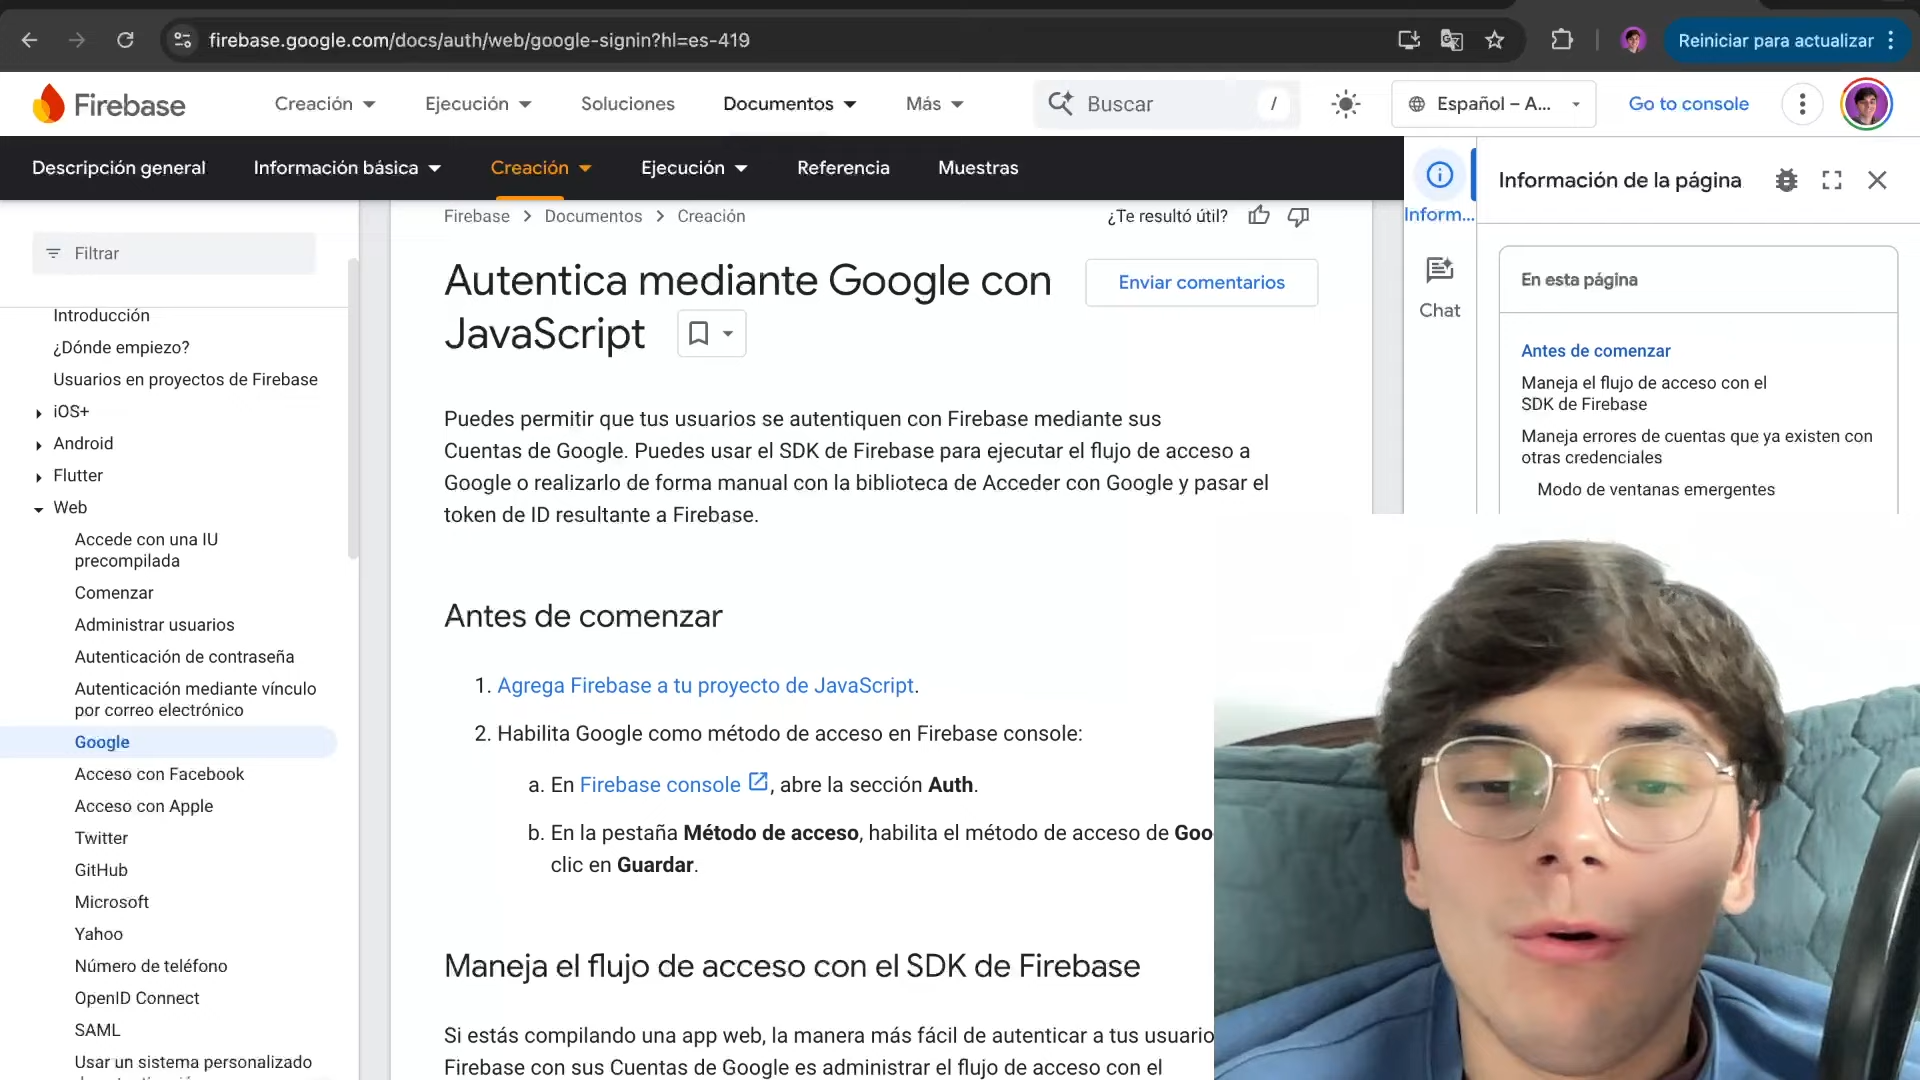 firebase.google.com/docs/auth/web/google-signin?hl=es-419
Reiniciar para actualizar
Firebase
Creación
Ejecución
Soluciones
Documentos
Más
Buscar
/
Español – A...
Go to console
Descripción general
Información básica
Creación
Ejecución
Referencia
Muestras
Filtrar
Introducción
¿Dónde empiezo?
Usuarios en proyectos de Firebase
iOS+
Android
Flutter
Web
Accede con una IU
precompilada
Comenzar
Administrar usuarios
Autenticación de contraseña
Autenticación mediante vínculo
por correo electrónico
Google
Acceso con Facebook
Acceso con Apple
Twitter
GitHub
Microsoft
Yahoo
Número de teléfono
OpenID Connect
SAML
Usar un sistema personalizado
Firebase > Documentos > Creación
¿Te resultó útil?
Autentica mediante Google con
JavaScript
Enviar comentarios
Puedes permitir que tus usuarios se autentiquen con Firebase mediante sus
Cuentas de Google. Puedes usar el SDK de Firebase para ejecutar el flujo de acceso a
Google o realizarlo de forma manual con la biblioteca de Acceder con Google y pasar el
token de ID resultante a Firebase.
Antes de comenzar
1. Agrega Firebase a tu proyecto de JavaScript.
2. Habilita Google como método de acceso en Firebase console:
a. En Firebase console, abre la sección Auth.
b. En la pestaña Método de acceso, habilita el método de acceso de Goo
clic en Guardar.
Maneja el flujo de acceso con el SDK de Firebase
Si estás compilando una app web, la manera más fácil de autenticar a tus usuario
Firebase con sus Cuentas de Google es administrar el flujo de acceso con el
Inform...
Chat
Información de la página
En esta página
Antes de comenzar
Maneja el flujo de acceso con el
SDK de Firebase
Maneja errores de cuentas que ya existen con
otras credenciales
Modo de ventanas emergentes